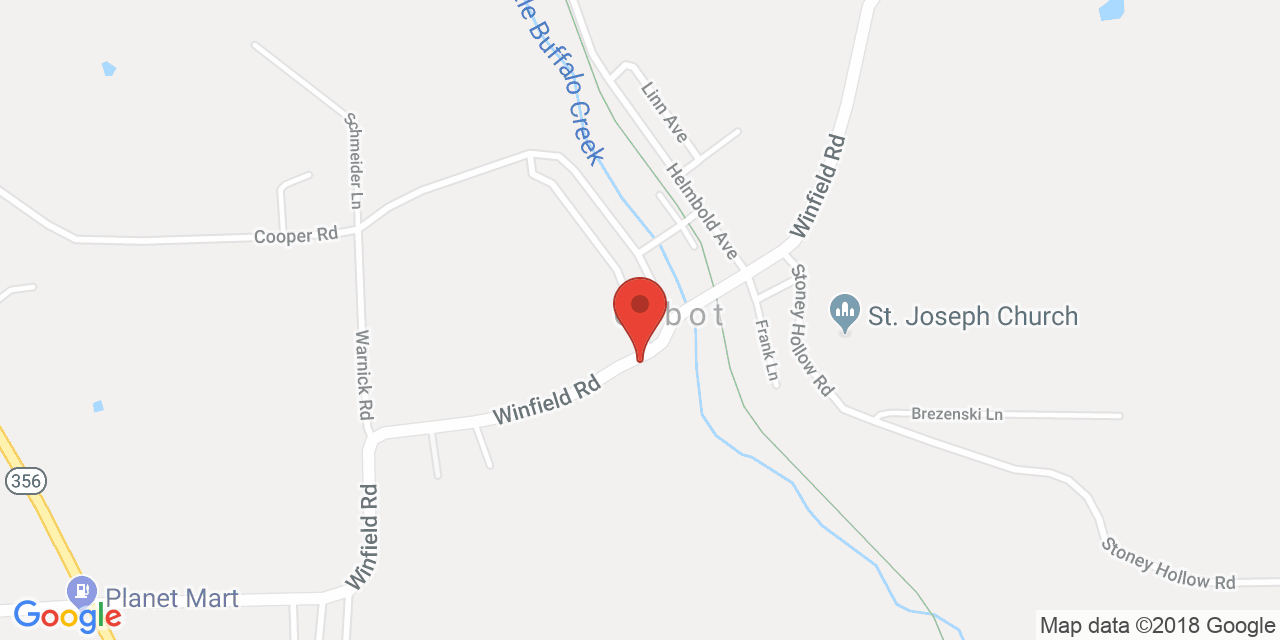 le Buffalo Creek
Linn Ave
Schmeider Ln
Winfield Rd
Helmbold Ave
Cooper Rd
Stoney Hollow Rd
St. Joseph Church
bot
Frank Ln
Warnick Rd
Winfield Rd
Brezenski Ln
356
Winfield Rd
Stoney Hollow Rd
Planet Mart
Google
Map data ©2018 Google